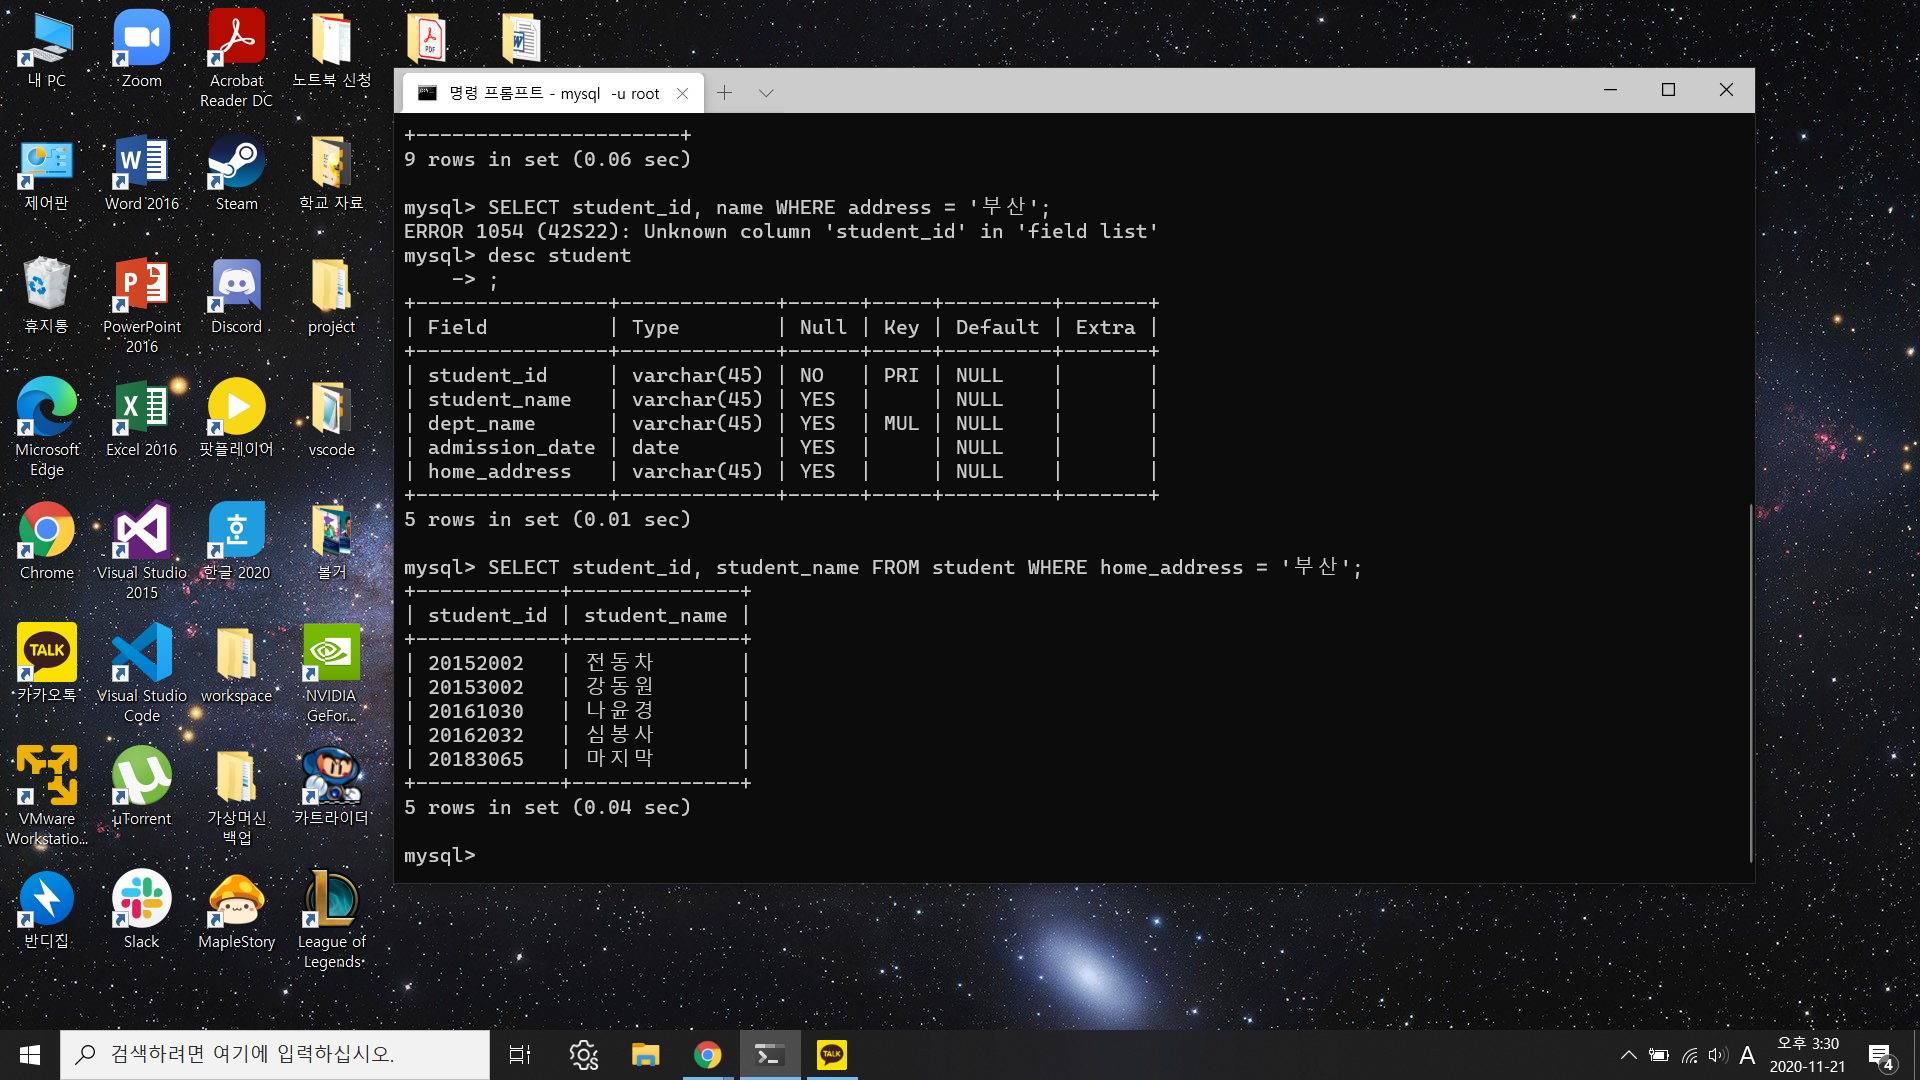 내 PC
Zoom
Acrobat
Reader DC
노트북 신청
PDF
제어판
Word 2016
Steam
학교 자료
휴지통
PowerPoint
2016
Discord
project
Microsoft
Edge
Excel 2016
팟플레이어
vscode
Chrome
Visual Studio
2015
한글 2020
볼거
TALK
카카오톡
Visual Studio
Code
workspace
NVIDIA
GeFor...
VMware
Workstatio...
µTorrent
가상머신
백업
카트라이더
반디집
Slack
MapleStory
League of
Legends
명령 프롬프트 - mysql  -u root
+----------------------+
9 rows in set (0.06 sec)
mysql> SELECT student_id, name WHERE address = '부산';
ERROR 1054 (42S22): Unknown column 'student_id' in 'field list'
mysql> desc student
    -> ;
+----------------+-------------+------+-----+---------+-------+
| Field          | Type        | Null | Key | Default | Extra |
+----------------+-------------+------+-----+---------+-------+
| student_id     | varchar(45) | NO   | PRI | NULL    |       |
| student_name   | varchar(45) | YES  |     | NULL    |       |
| dept_name      | varchar(45) | YES  | MUL | NULL    |       |
| admission_date | date        | YES  |     | NULL    |       |
| home_address   | varchar(45) | YES  |     | NULL    |       |
+----------------+-------------+------+-----+---------+-------+
5 rows in set (0.01 sec)
mysql> SELECT student_id, student_name FROM student WHERE home_address = '부산';
+------------+--------------+
| student_id | student_name |
+------------+--------------+
| 20152002   | 전동차       |
| 20153002   | 강동원       |
| 20161030   | 나윤경       |
| 20162032   | 심봉사       |
| 20183065   | 마지막       |
+------------+--------------+
5 rows in set (0.04 sec)
mysql>
검색하려면 여기에 입력하십시오.
TALK
A
오후 3:30
2020-11-21
4